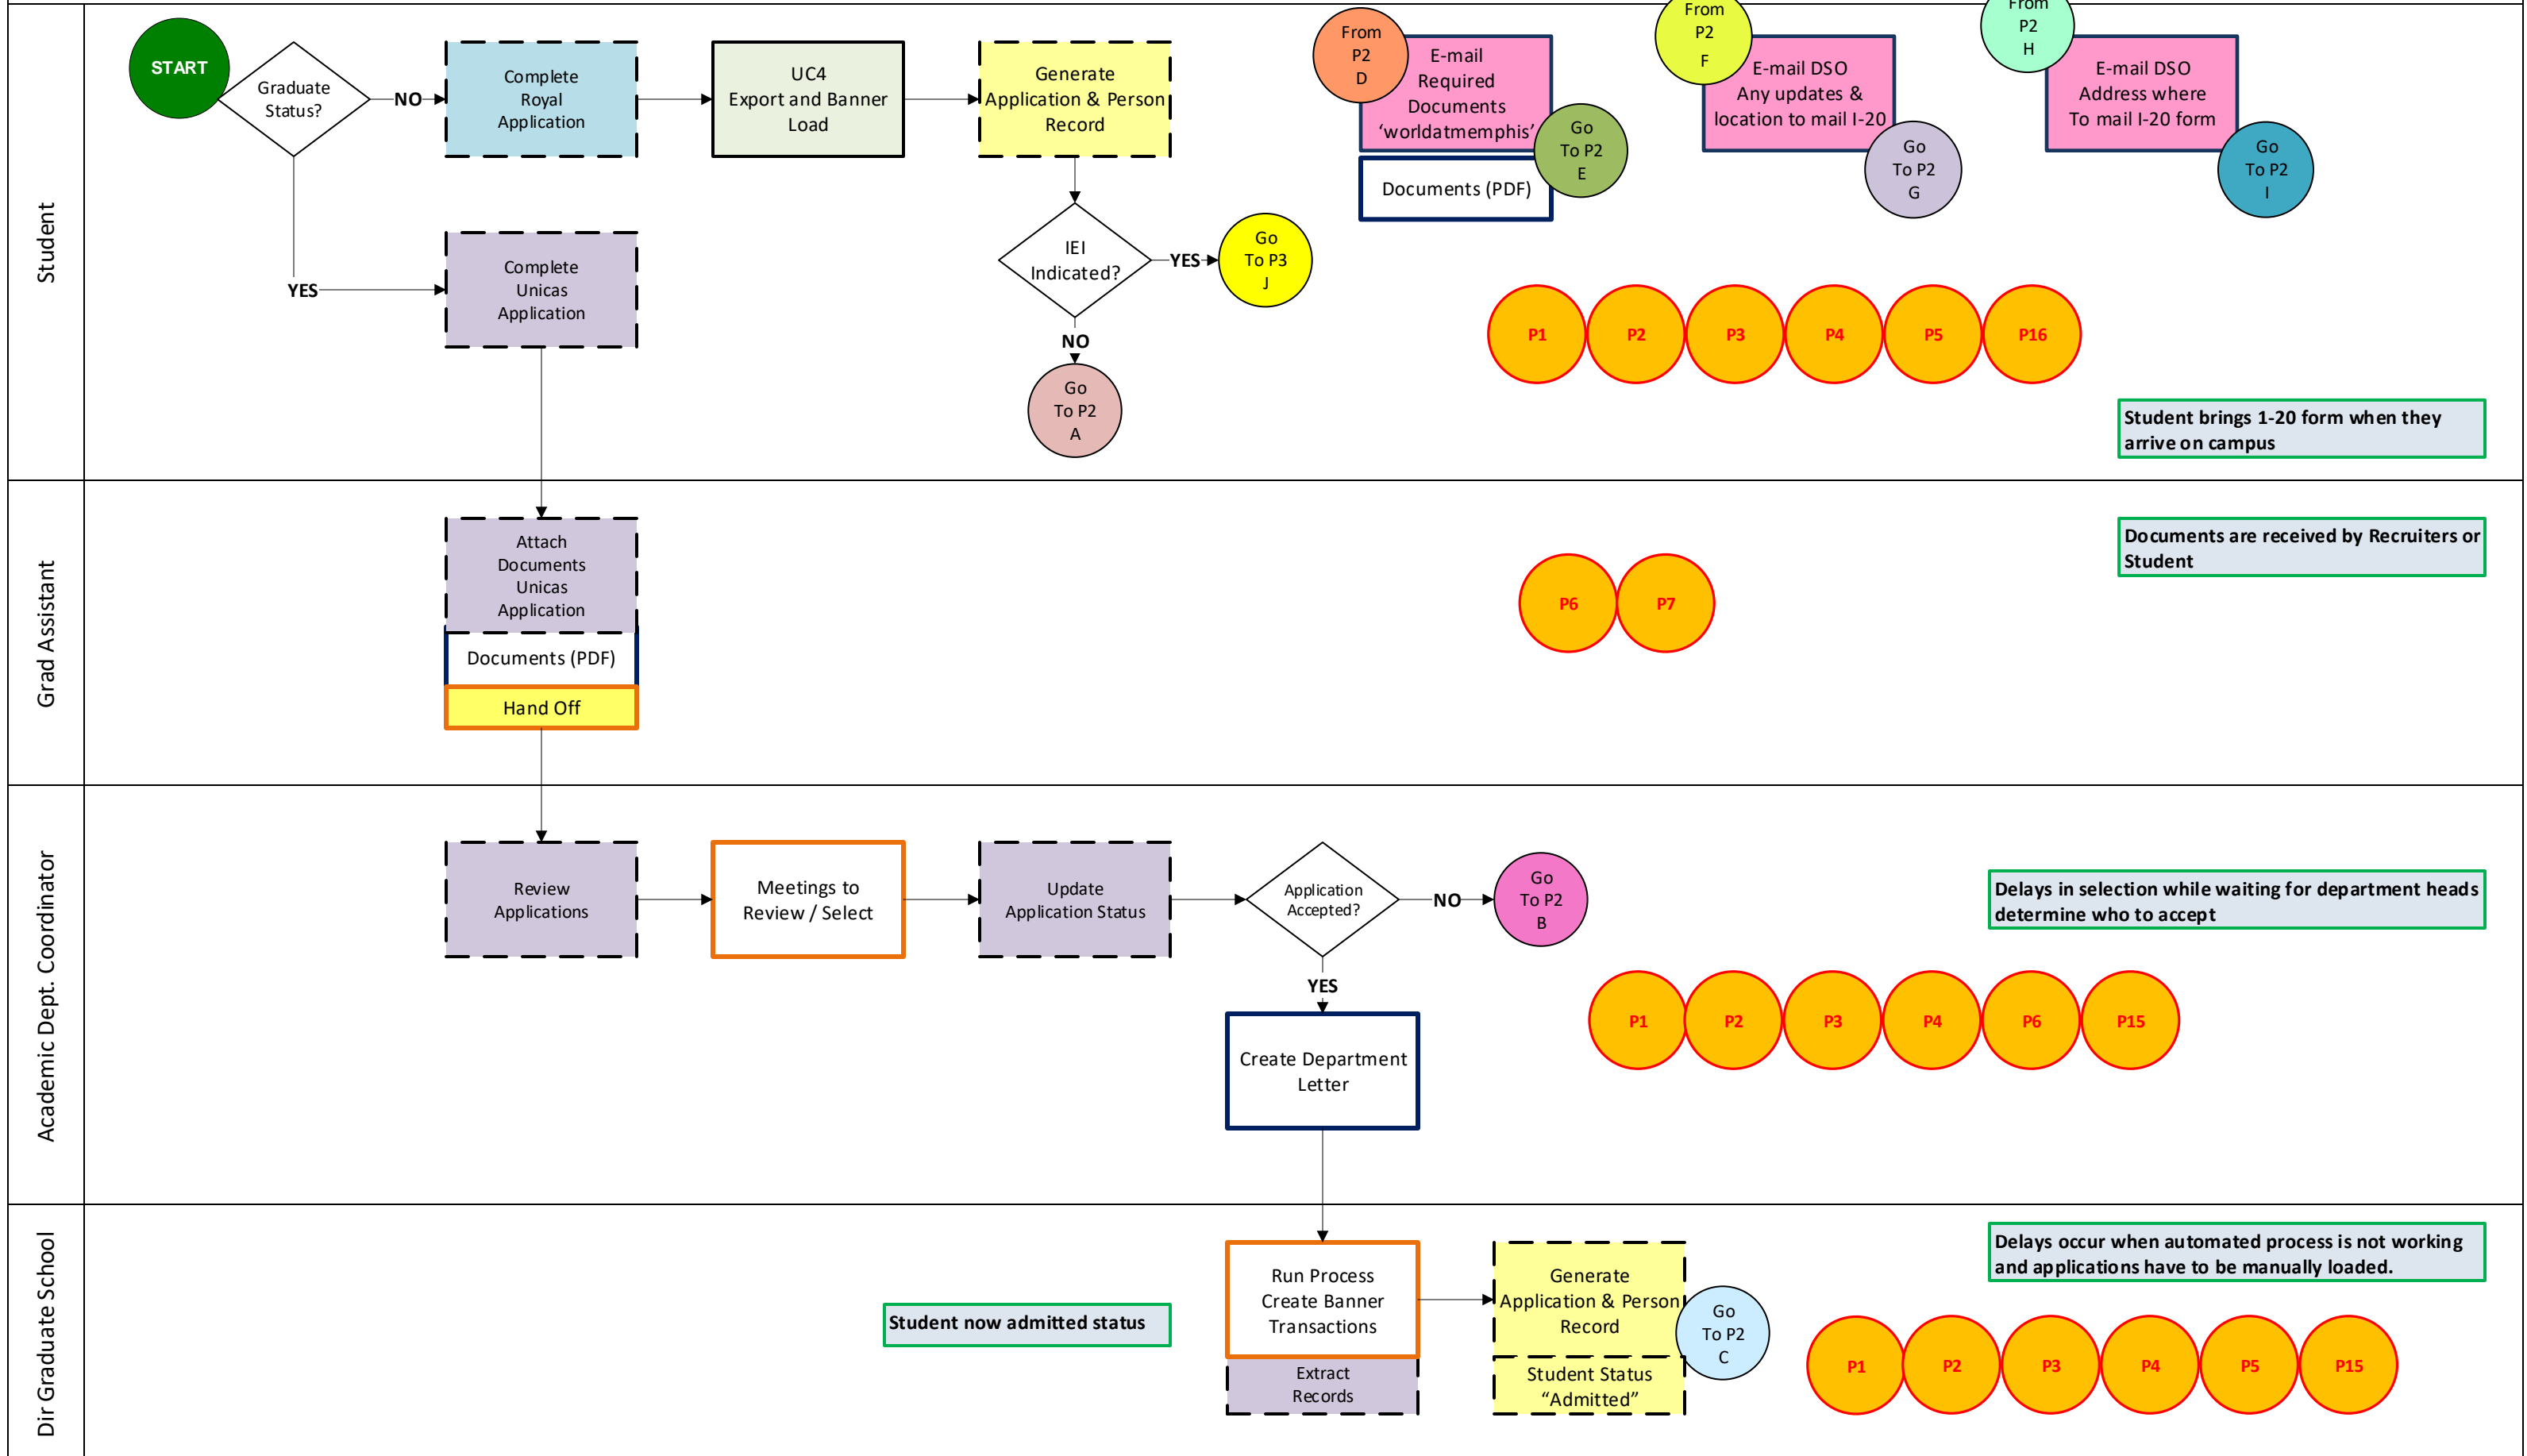 Student
START
Graduate
Status?
NO
YES
Complete
Royal
Application
UC4
Export and Banner
Load
Generate
Application & Person
Record
IEI
Indicated?
YES
Go
To P3
J
NO
Go
To P2
A
Complete
Unicas
Application
From
P2
D
E-mail
Required
Documents
‘worldatmemphis’
Documents (PDF)
Go
To P2
E
From
P2
F
E-mail DSO
Any updates &
location to mail I-20
Go
To P2
G
From
P2
H
E-mail DSO
Address where
To mail I-20 form
Go
To P2
I
P1
P2
P3
P4
P5
P16
Student brings 1-20 form when they
arrive on campus
Grad Assistant
Attach
Documents
Unicas
Application
Documents (PDF)
Hand Off
P6
P7
Documents are received by Recruiters or
Student
Academic Dept. Coordinator
Review
Applications
Meetings to
Review / Select
Update
Application Status
Application
Accepted?
NO
Go
To P2
B
YES
Create Department
Letter
Delays in selection while waiting for department heads
determine who to accept
P1
P2
P3
P4
P6
P15
Dir Graduate School
Student now admitted status
Run Process
Create Banner
Transactions
Extract
Records
Generate
Application & Person
Record
Student Status
“Admitted”
Go
To P2
C
Delays occur when automated process is not working
and applications have to be manually loaded.
P1
P2
P3
P4
P5
P15